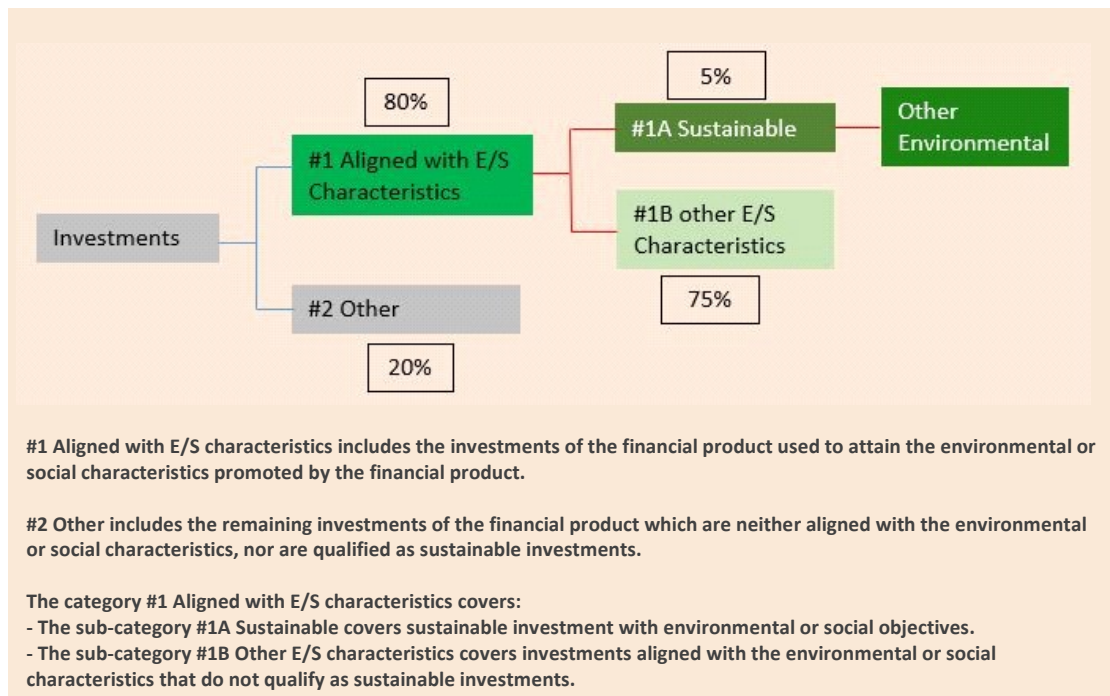 80%
5%
#1 Aligned with E/S
Characteristics
#1A Sustainable
Other
Environmental
Investments
#1B other E/S
Characteristics
75%
#2 Other
20%
#1 Aligned with E/S characteristics includes the investments of the financial product used to attain the environmental or
social characteristics promoted by the financial product.
#2 Other includes the remaining investments of the financial product which are neither aligned with the environmental
or social characteristics, nor are qualified as sustainable investments.
The category #1 Aligned with E/S characteristics covers:
- The sub-category #1A Sustainable covers sustainable investment with environmental or social objectives.
- The sub-category #1B Other E/S characteristics covers investments aligned with the environmental or social
characteristics that do not qualify as sustainable investments.